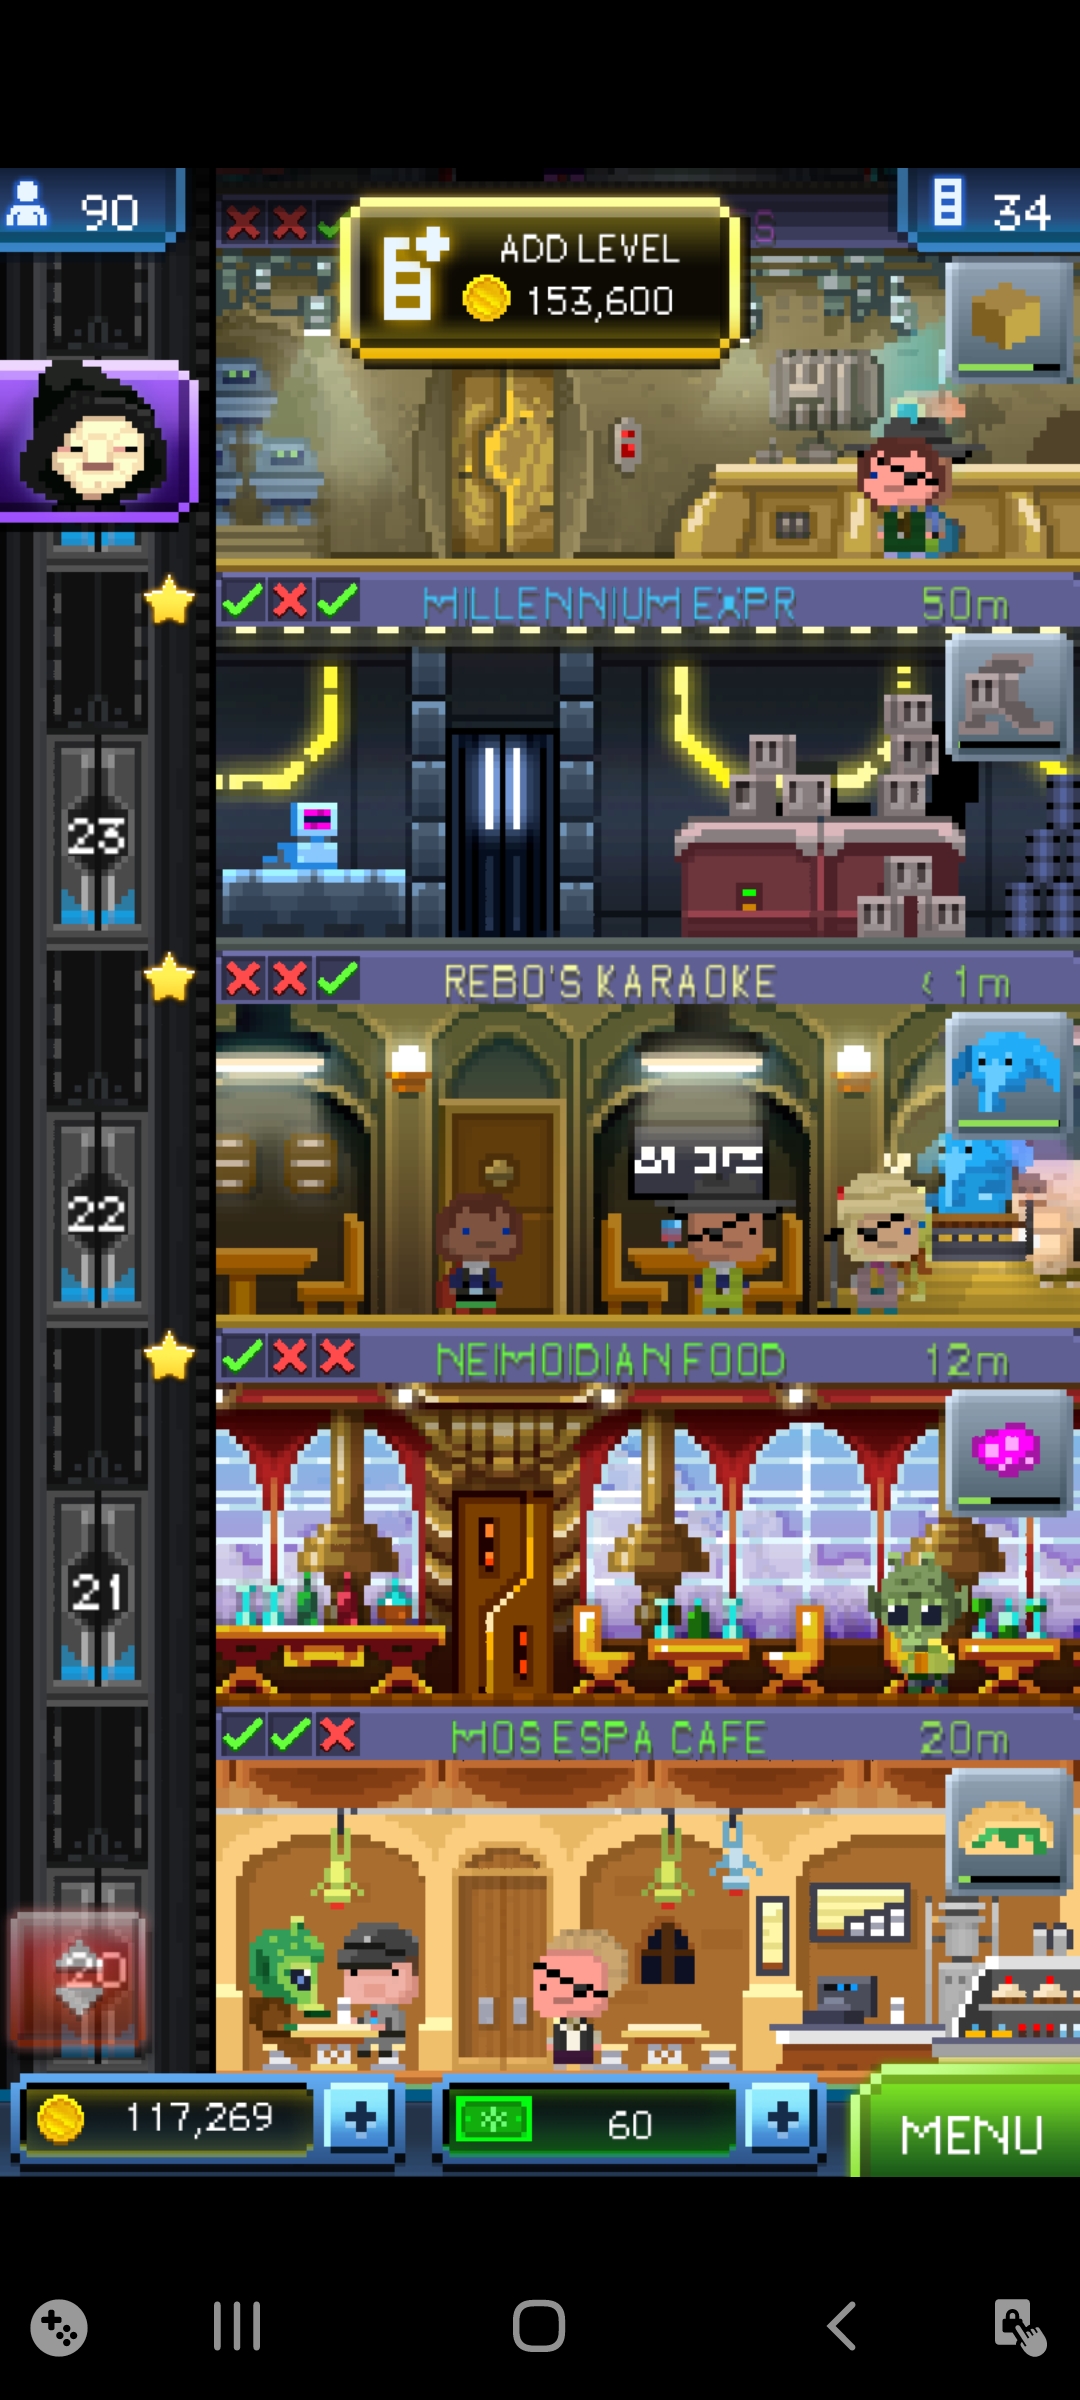 90
ADD LEVEL
153,600
34
S
MILLENNIUM EXPR
50m
23
REBO'S KARAOKE
< 1m
22
NEIMOIDIAN FOOD
12m
21
MOS ESPA CAFE
20m
20
117,269
60
MENU